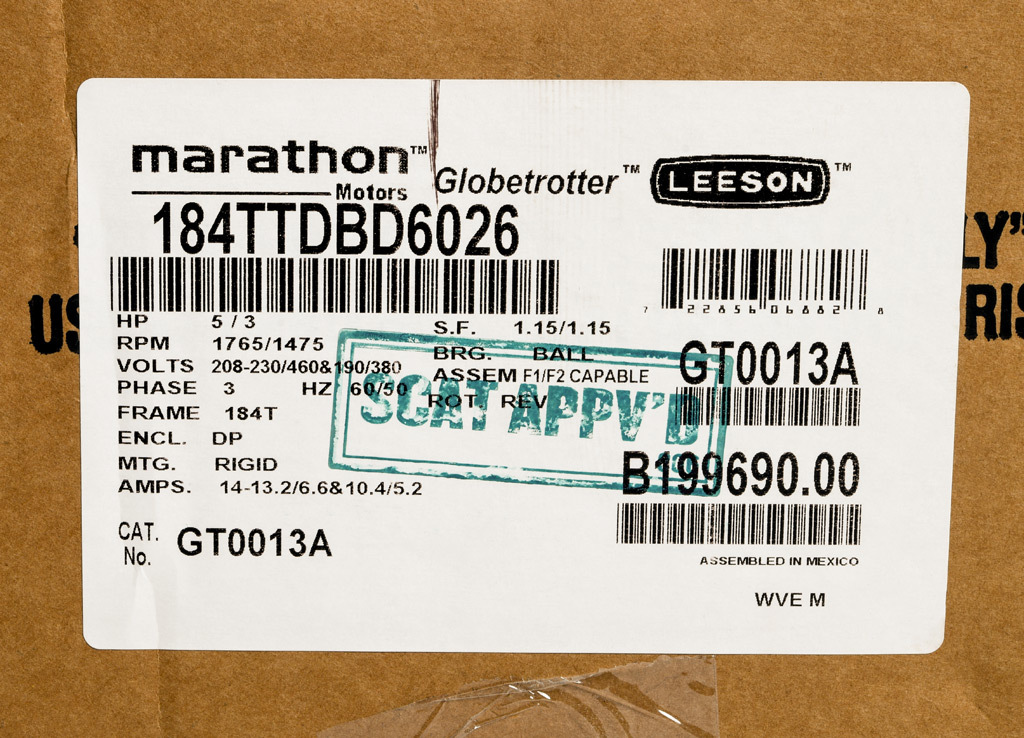 marathon™
Motors
Globetrotter™
LEESON™
184TTDBD6026
7 22856 06882 8
HP 5 / 3
RPM 1765/1475
VOLTS 208-230/460&190/380
PHASE 3 HZ 60/50
FRAME 184T
ENCL. DP
MTG. RIGID
AMPS. 14-13.2/6.6&10.4/5.2
S.F. 1.15/1.15
BRG. BALL
ASSEM F1/F2 CAPABLE
ROT REV
SCAT APPV'D
GT0013A
B199690.00
ASSEMBLED IN MEXICO
WVE M
CAT. No. GT0013A
LY”
US
RIS